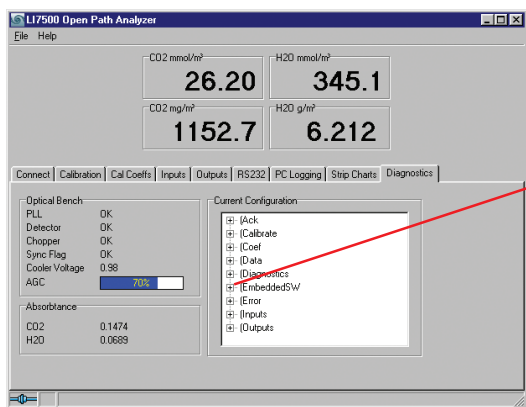 LI7500 Open Path Analyzer
File Help
CO2 mmol/m³
26.20
H2O mmol/m³
345.1
CO2 mg/m³
1152.7
H2O g/m³
6.212
Connect Calibration Cal Coeffs Inputs Outputs RS232 PC Logging Strip Charts Diagnostics
Optical Bench
PLL OK
Detector OK
Chopper OK
Sync Flag OK
Cooler Voltage 0.98
AGC 70%
Absorbtance
CO2 0.1474
H2O 0.0689
Current Configuration
(Ack
(Calibrate
(Coef
(Data
(Diagnostics
(EmbeddedSW
(Error
(Inputs
(Outputs